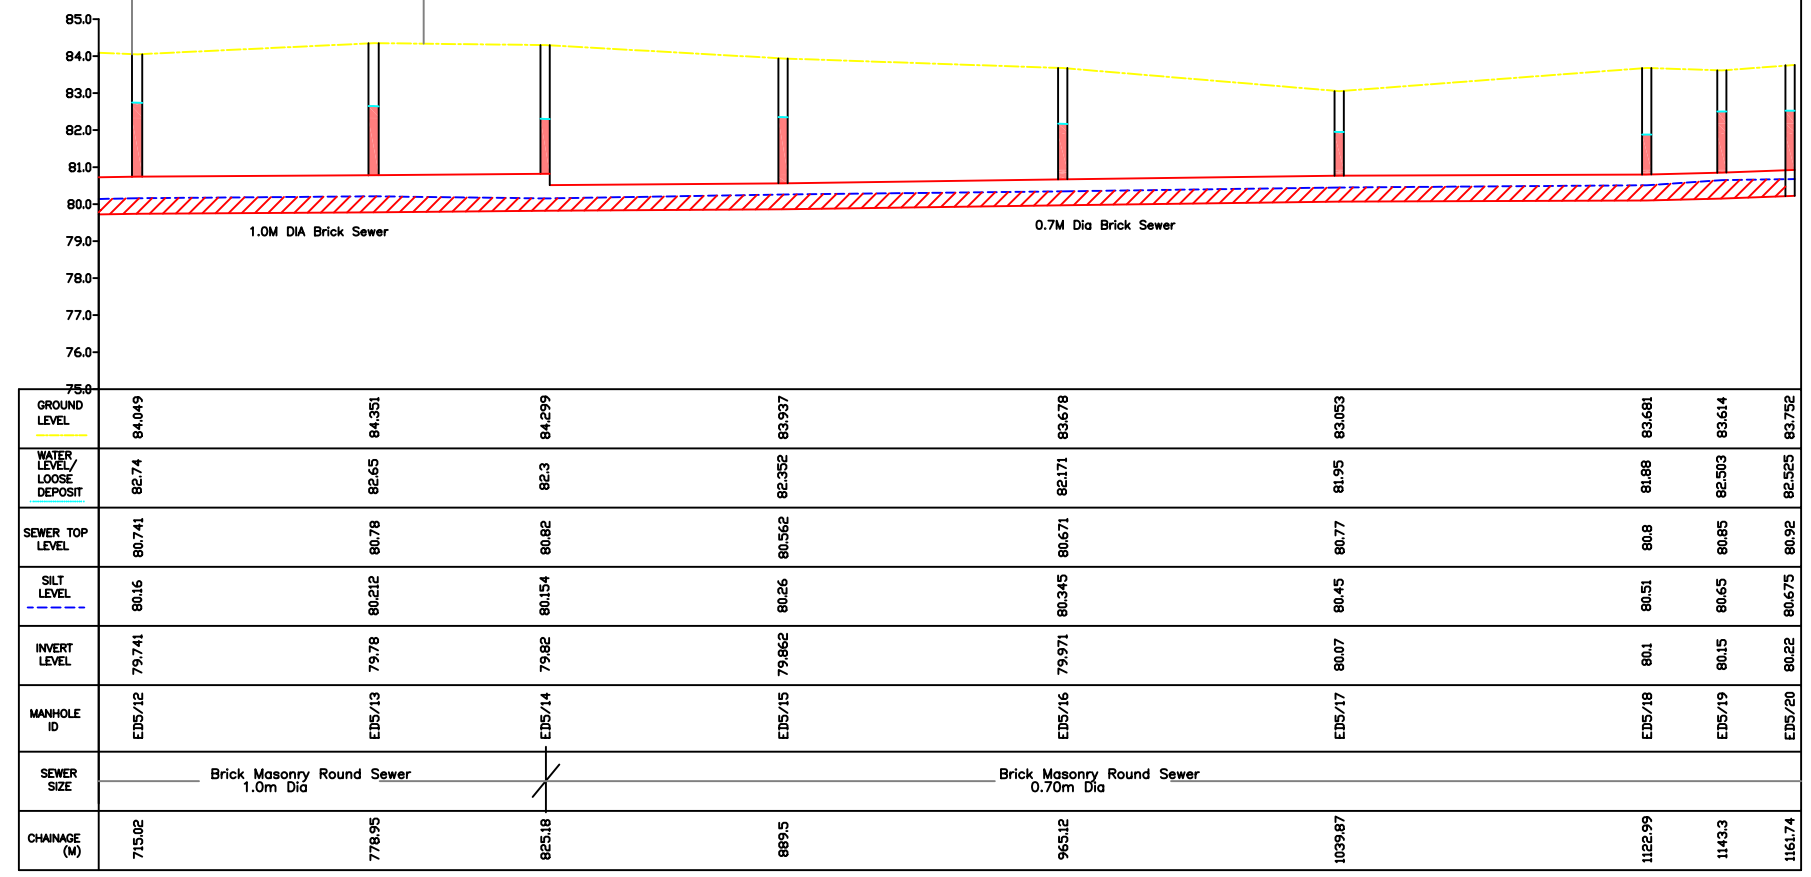 85.0
84.0
83.0
82.0
81.0
80.0
79.0
78.0
77.0
76.0
75.0
1.0M DIA Brick Sewer
0.7M Dia Brick Sewer
GROUND
LEVEL
84.049 84.351 84.299 83.937 83.678 83.053 83.681 83.614 83.752
WATER
LEVEL/
LOOSE
DEPOSIT
82.74 82.65 82.3 82.352 82.171 81.95 81.88 82.503 82.525
SEWER TOP
LEVEL
80.741 80.78 80.82 80.562 80.671 80.77 80.8 80.85 80.92
SILT
LEVEL
80.16 80.212 80.154 80.26 80.345 80.45 80.51 80.65 80.675
INVERT
LEVEL
79.741 79.78 79.82 79.862 79.971 80.07 80.1 80.15 80.22
MANHOLE
ID
ED5/12 ED5/13 ED5/14 ED5/15 ED5/16 ED5/17 ED5/18 ED5/19 ED5/20
SEWER
SIZE
Brick Masonry Round Sewer
1.0m Dia
Brick Masonry Round Sewer
0.70m Dia
CHAINAGE
(M)
715.02 778.95 825.18 889.5 965.12 1039.87 1122.99 1143.3 1161.74